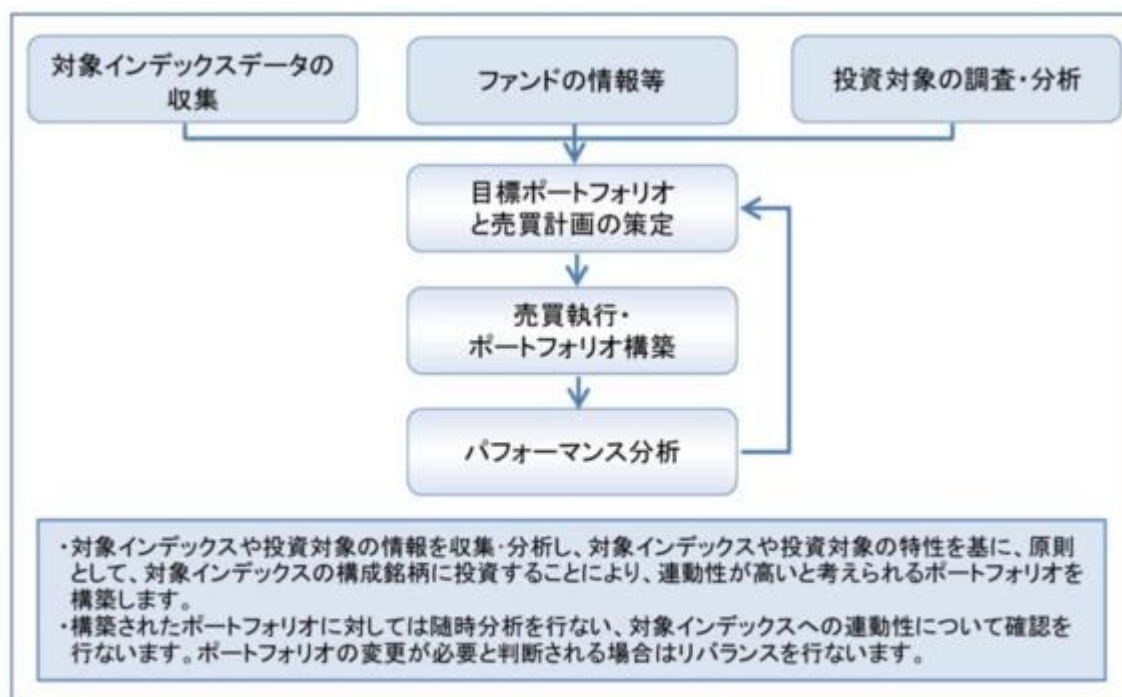 対象インデックスデータの
収集
ファンドの情報等
投資対象の調査・分析
目標ポートフォリオ
と売買計画の策定
売買執行・
ポートフォリオ構築
パフォーマンス分析
・対象インデックスや投資対象の情報を収集・分析し、対象インデックスや投資対象の特性を基に、原則
として、対象インデックスの構成銘柄に投資することにより、連動性が高いと考えられるポートフォリオを
構築します。
・構築されたポートフォリオに対しては随時分析を行ない、対象インデックスへの連動性について確認を
行ないます。ポートフォリオの変更が必要と判断される場合はリバランスを行ないます。